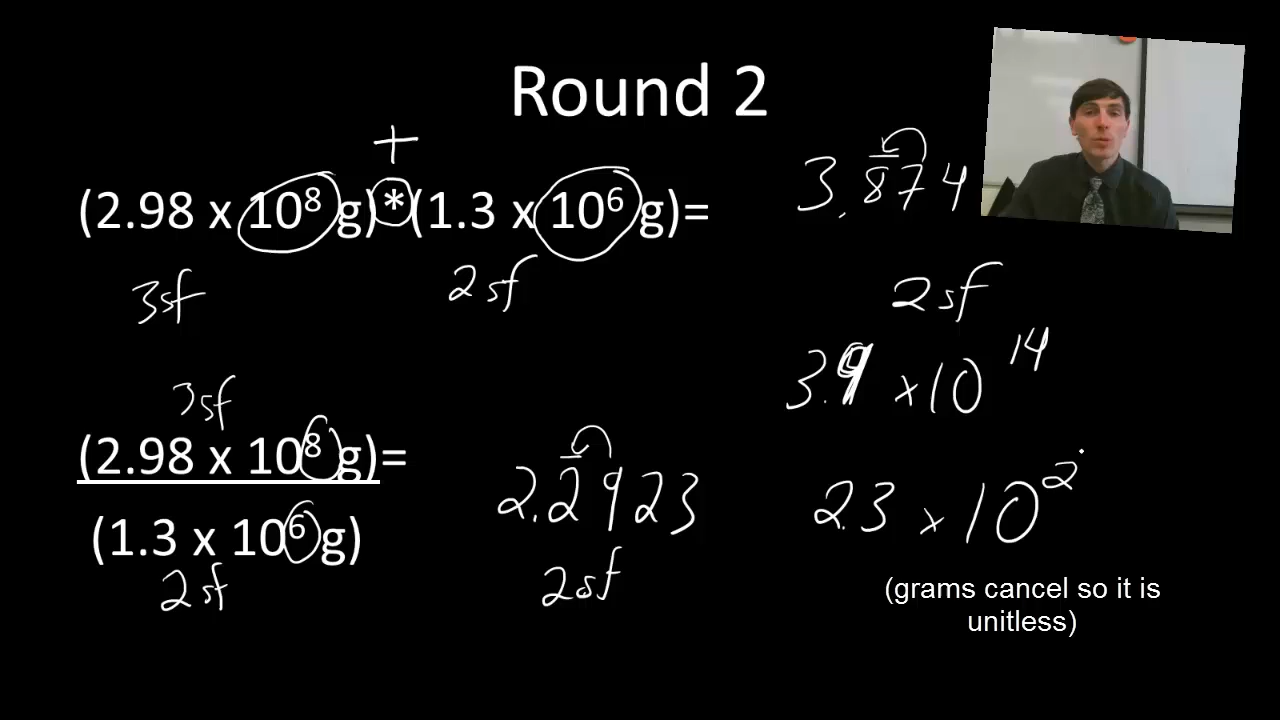 Round 2
+
(2.98 x 10⁸ g)*(1.3 x 10⁶ g)=
3.874
3sf
2sf
2sf
3.9 x 10¹⁴
3sf
(2.98 x 10⁸ g)=
(1.3 x 10⁶ g)
2sf
2.2923
2sf
2.3 x 10²
(grams cancel so it is
unitless)